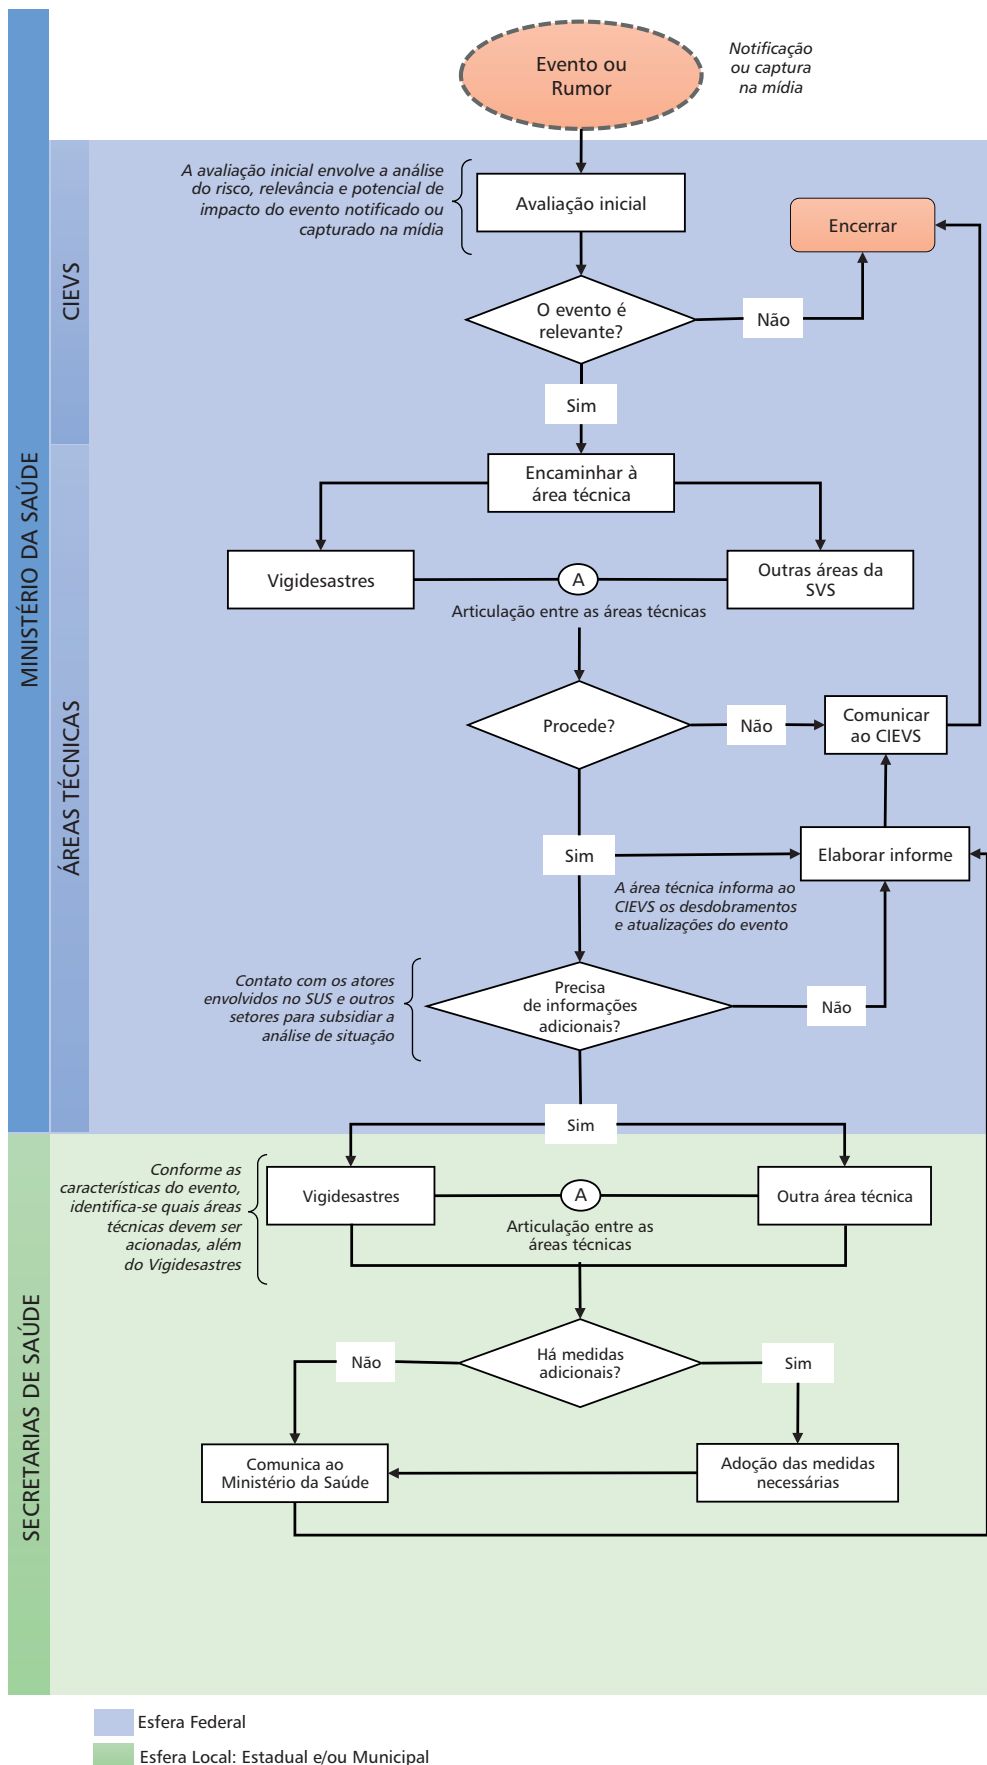 Evento ou
Rumor
Notificação
ou captura
na mídia
MINISTÉRIO DA SAÚDE
CIEVS
A avaliação inicial envolve a análise
do risco, relevância e potencial de
impacto do evento notificado ou
capturado na mídia
Avaliação inicial
Encerrar
O evento é
relevante?
Não
Sim
ÁREAS TÉCNICAS
Encaminhar à
área técnica
Vigidesastres
A
Outras áreas da
SVS
Articulação entre as áreas técnicas
Procede?
Não
Comunicar
ao CIEVS
Sim
Elaborar informe
A área técnica informa ao
CIEVS os desdobramentos
e atualizações do evento
Contato com os atores
envolvidos no SUS e outros
setores para subsidiar a
análise de situação
Precisa
de informações
adicionais?
Não
Sim
SECRETARIAS DE SAÚDE
Conforme as
características do evento,
identifica-se quais áreas
técnicas devem ser
acionadas, além
do Vigidesastres
Vigidesastres
A
Outra área técnica
Articulação entre as
áreas técnicas
Há medidas
adicionais?
Não
Sim
Comunica ao
Ministério da Saúde
Adoção das medidas
necessárias
Esfera Federal
Esfera Local: Estadual e/ou Municipal